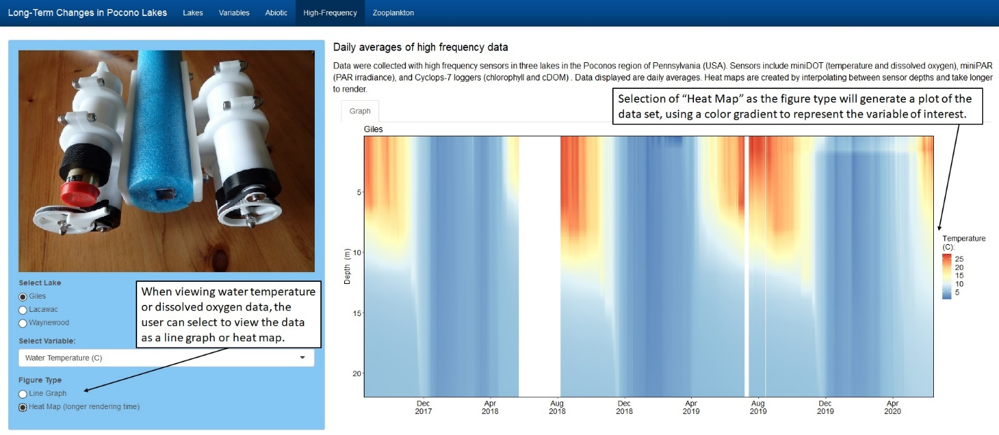 Long-Term Changes in Pocono Lakes Lakes Variables Abiotic High-Frequency Zooplankton
Daily averages of high frequency data
Data were collected with high frequency sensors in three lakes in the Poconos region of Pennsylvania (USA). Sensors include miniDOT (temperature and dissolved oxygen), miniPAR
(PAR irradiance), and Cyclops-7 loggers (chlorophyll and cDOM) . Data displayed are daily averages. Heat maps are created by interpolating between sensor depths and take longer
to render.
Selection of “Heat Map” as the figure type will generate a plot of the
data set, using a color gradient to represent the variable of interest.
Graph
Giles
Depth (m)
5
10
15
20
Dec Apr Aug Dec Apr Aug Dec Apr
2017 2018 2018 2018 2019 2019 2019 2020
Temperature
(C):
25
20
15
10
5
Select Lake
Giles
Lacawac
Waynewood
When viewing water temperature
or dissolved oxygen data, the
user can select to view the data
as a line graph or heat map.
Select Variable:
Water Temperature (C)
Figure Type
Line Graph
Heat Map (longer rendering time)